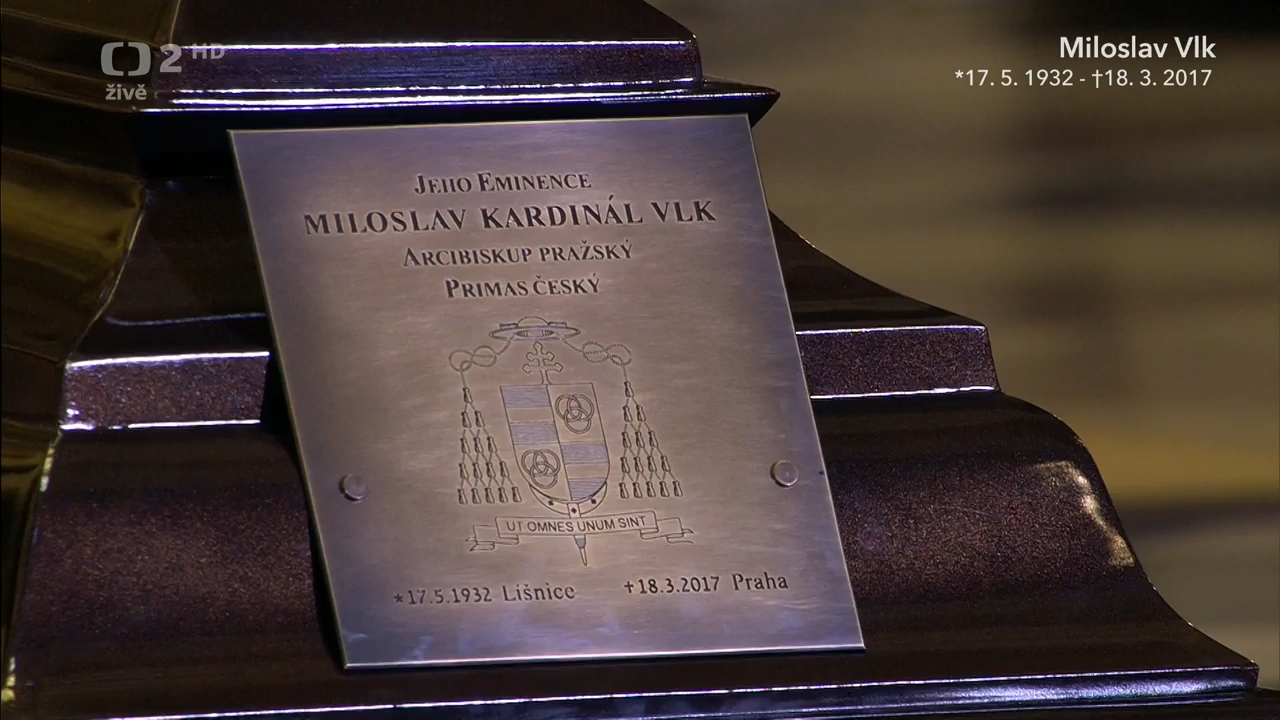 2 HD
živě
Miloslav Vlk
*17. 5. 1932 - †18. 3. 2017
Jeho Eminence
MILOSLAV KARDINÁL VLK
Arcibiskup pražský
Primas český
UT OMNES UNUM SINT
*17.5.1932 Lišnice †18.3.2017 Praha